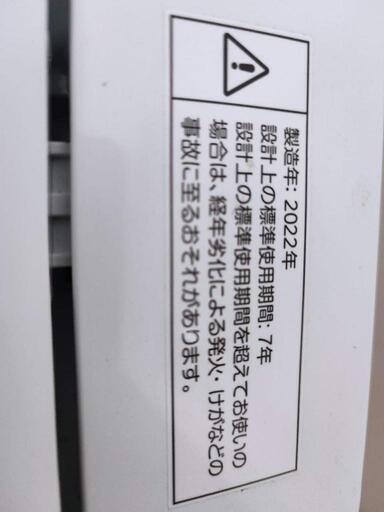 製造年: 2022年
設計上の標準使用期間: 7年
設計上の標準使用期間を超えてお使いの
場合は、経年劣化による発火・けがなどの
事故に至るおそれがあります。